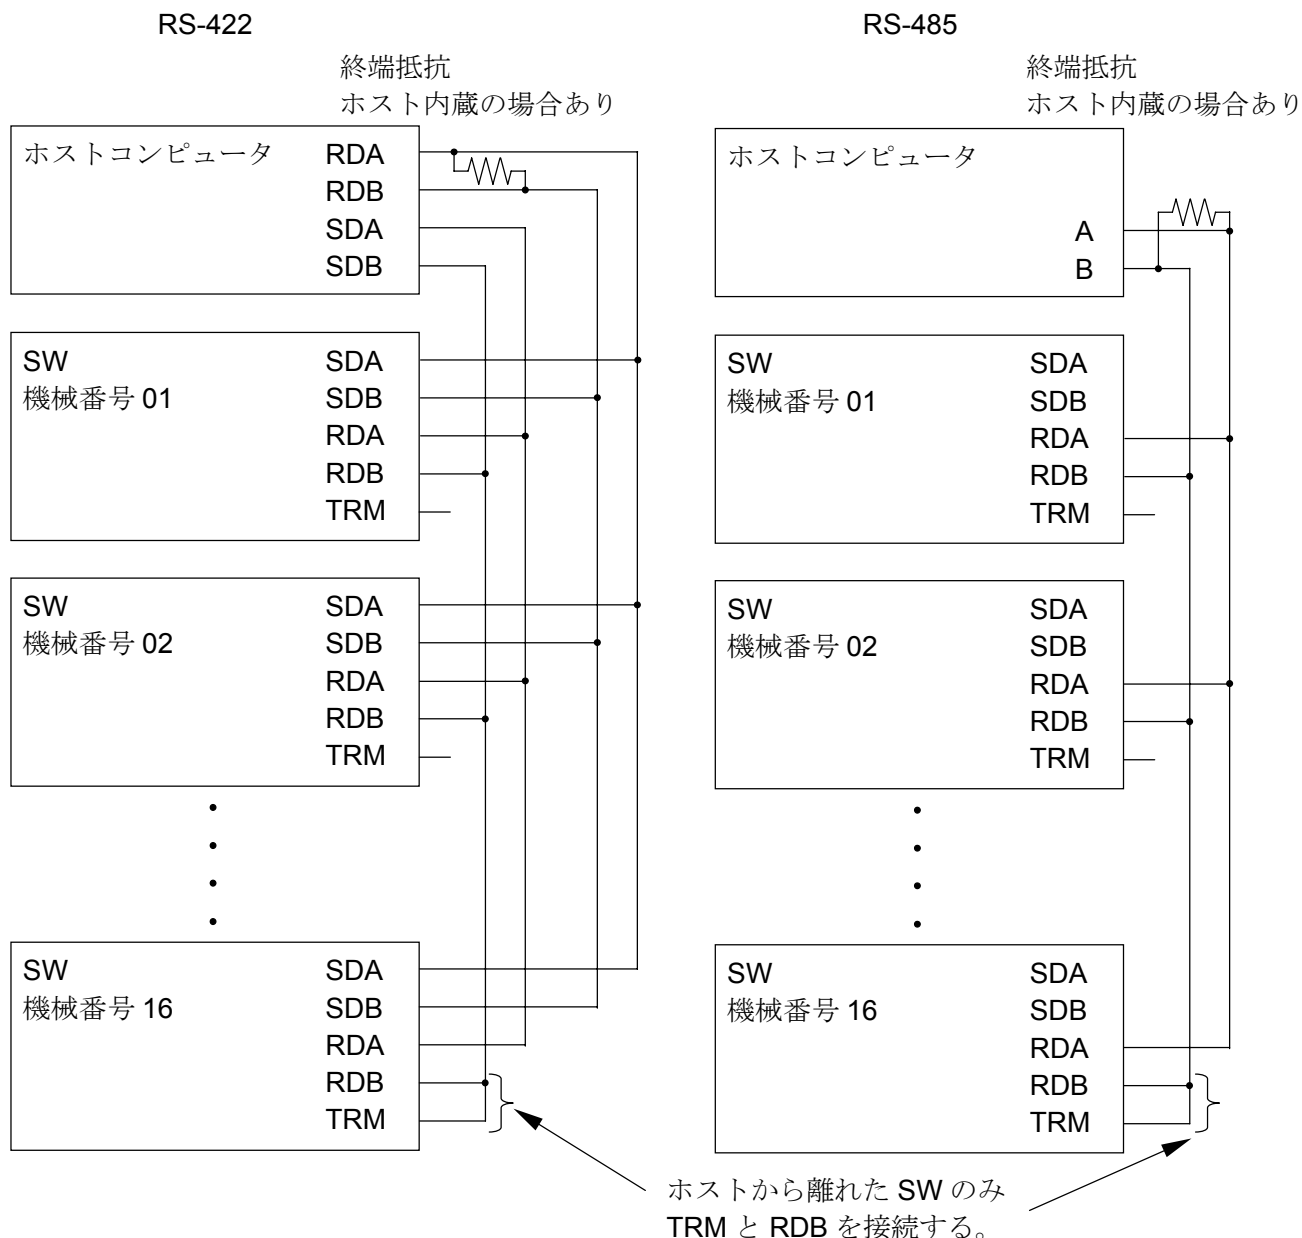 RS-422
終端抵抗
ホスト内蔵の場合あり
ホストコンピュータ RDA
RDB
SDA
SDB
SW SDA
機械番号 01 SDB
RDA
RDB
TRM
SW SDA
機械番号 02 SDB
RDA
RDB
TRM
SW SDA
機械番号 16 SDB
RDA
RDB
TRM
RS-485
終端抵抗
ホスト内蔵の場合あり
ホストコンピュータ
A
B
SW SDA
機械番号 01 SDB
RDA
RDB
TRM
SW SDA
機械番号 02 SDB
RDA
RDB
TRM
SW SDA
機械番号 16 SDB
RDA
RDB
TRM
ホストから離れた SW のみ
TRM と RDB を接続する。